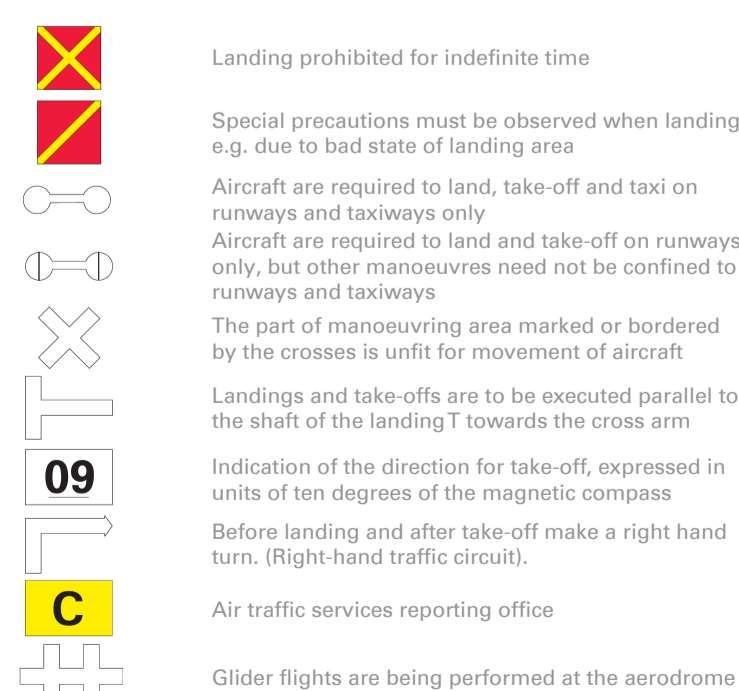 Landing prohibited for indefinite time
Special precautions must be observed when landing
e.g. due to bad state of landing area
Aircraft are required to land, take-off and taxi on
runways and taxiways only
Aircraft are required to land and take-off on runways
only, but other manoeuvres need not be confined to
runways and taxiways
The part of manoeuvring area marked or bordered
by the crosses is unfit for movement of aircraft
Landings and take-offs are to be executed parallel to
the shaft of the landing T towards the cross arm
09
Indication of the direction for take-off, expressed in
units of ten degrees of the magnetic compass
Before landing and after take-off make a right hand
turn. (Right-hand traffic circuit).
C
Air traffic services reporting office
Glider flights are being performed at the aerodrome